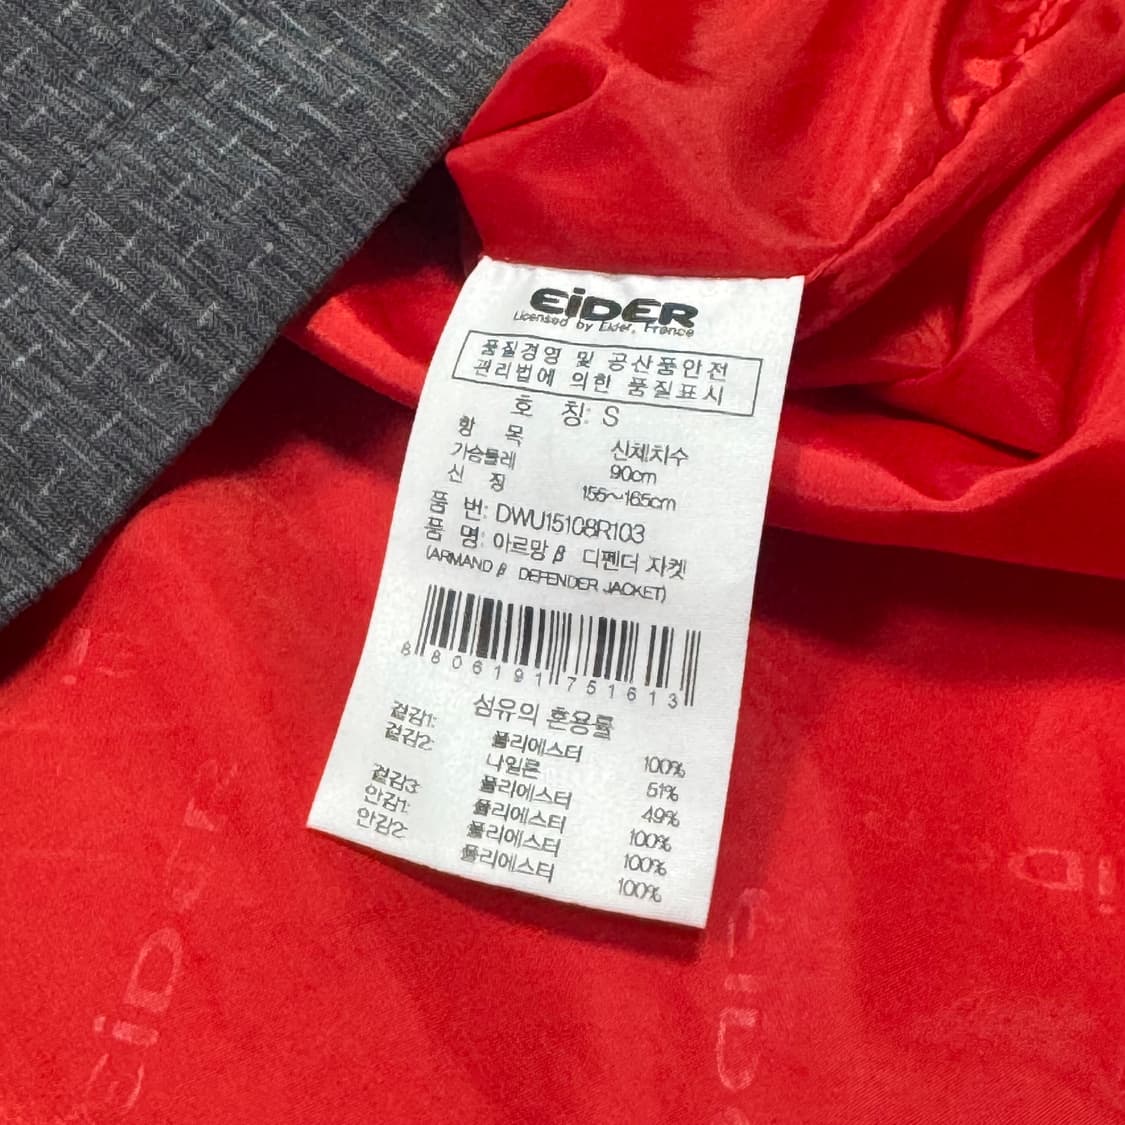 EiDER
Licensed by Eider, France
품질경영 및 공산품안전
관리법에 의한 품질표시
호 칭: S
항 목 신체치수
가슴둘레 90cm
신 장 155~165cm
품 번: DWU15108R103
품 명: 아르망 β 디펜더 자켓
(ARMAND β DEFENDER JACKET)
8 806191 751613
섬유의 혼용률
겉감1: 폴리에스터 100%
겉감2: 나일론 51%
폴리에스터 49%
겉감3: 폴리에스터 100%
안감1: 폴리에스터 100%
안감2: 폴리에스터 100%
EiDER